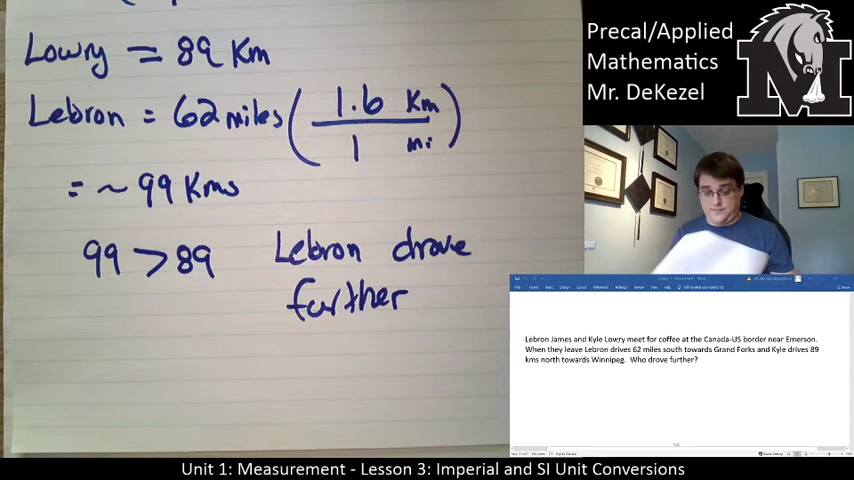 Lowry = 89 Km
Lebron = 62 miles ( 1.6 Km / 1 mi )
= ~ 99 Kms
99 > 89 Lebron drove
further
Precal/Applied
Mathematics
Mr. DeKezel
M
Lebron James and Kyle Lowry meet for coffee at the Canada-US border near Emerson.
When they leave Lebron drives 62 miles south towards Grand Forks and Kyle drives 89
kms north towards Winnipeg. Who drove further?
Unit 1: Measurement - Lesson 3: Imperial and SI Unit Conversions